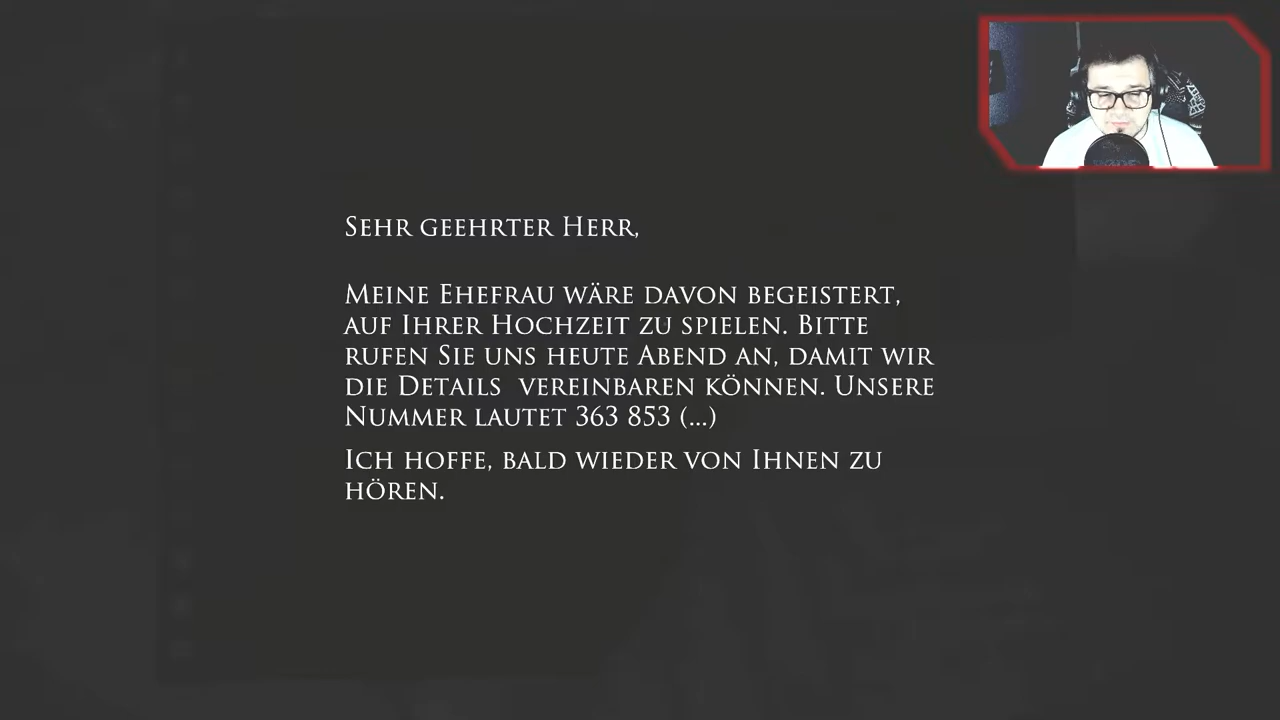 Sehr geehrter Herr,
Meine Ehefrau wäre davon begeistert,
auf Ihrer Hochzeit zu spielen. Bitte
rufen Sie uns heute Abend an, damit wir
die Details  vereinbaren können. Unsere
Nummer lautet 363 853 (...)
Ich hoffe, bald wieder von Ihnen zu
hören.